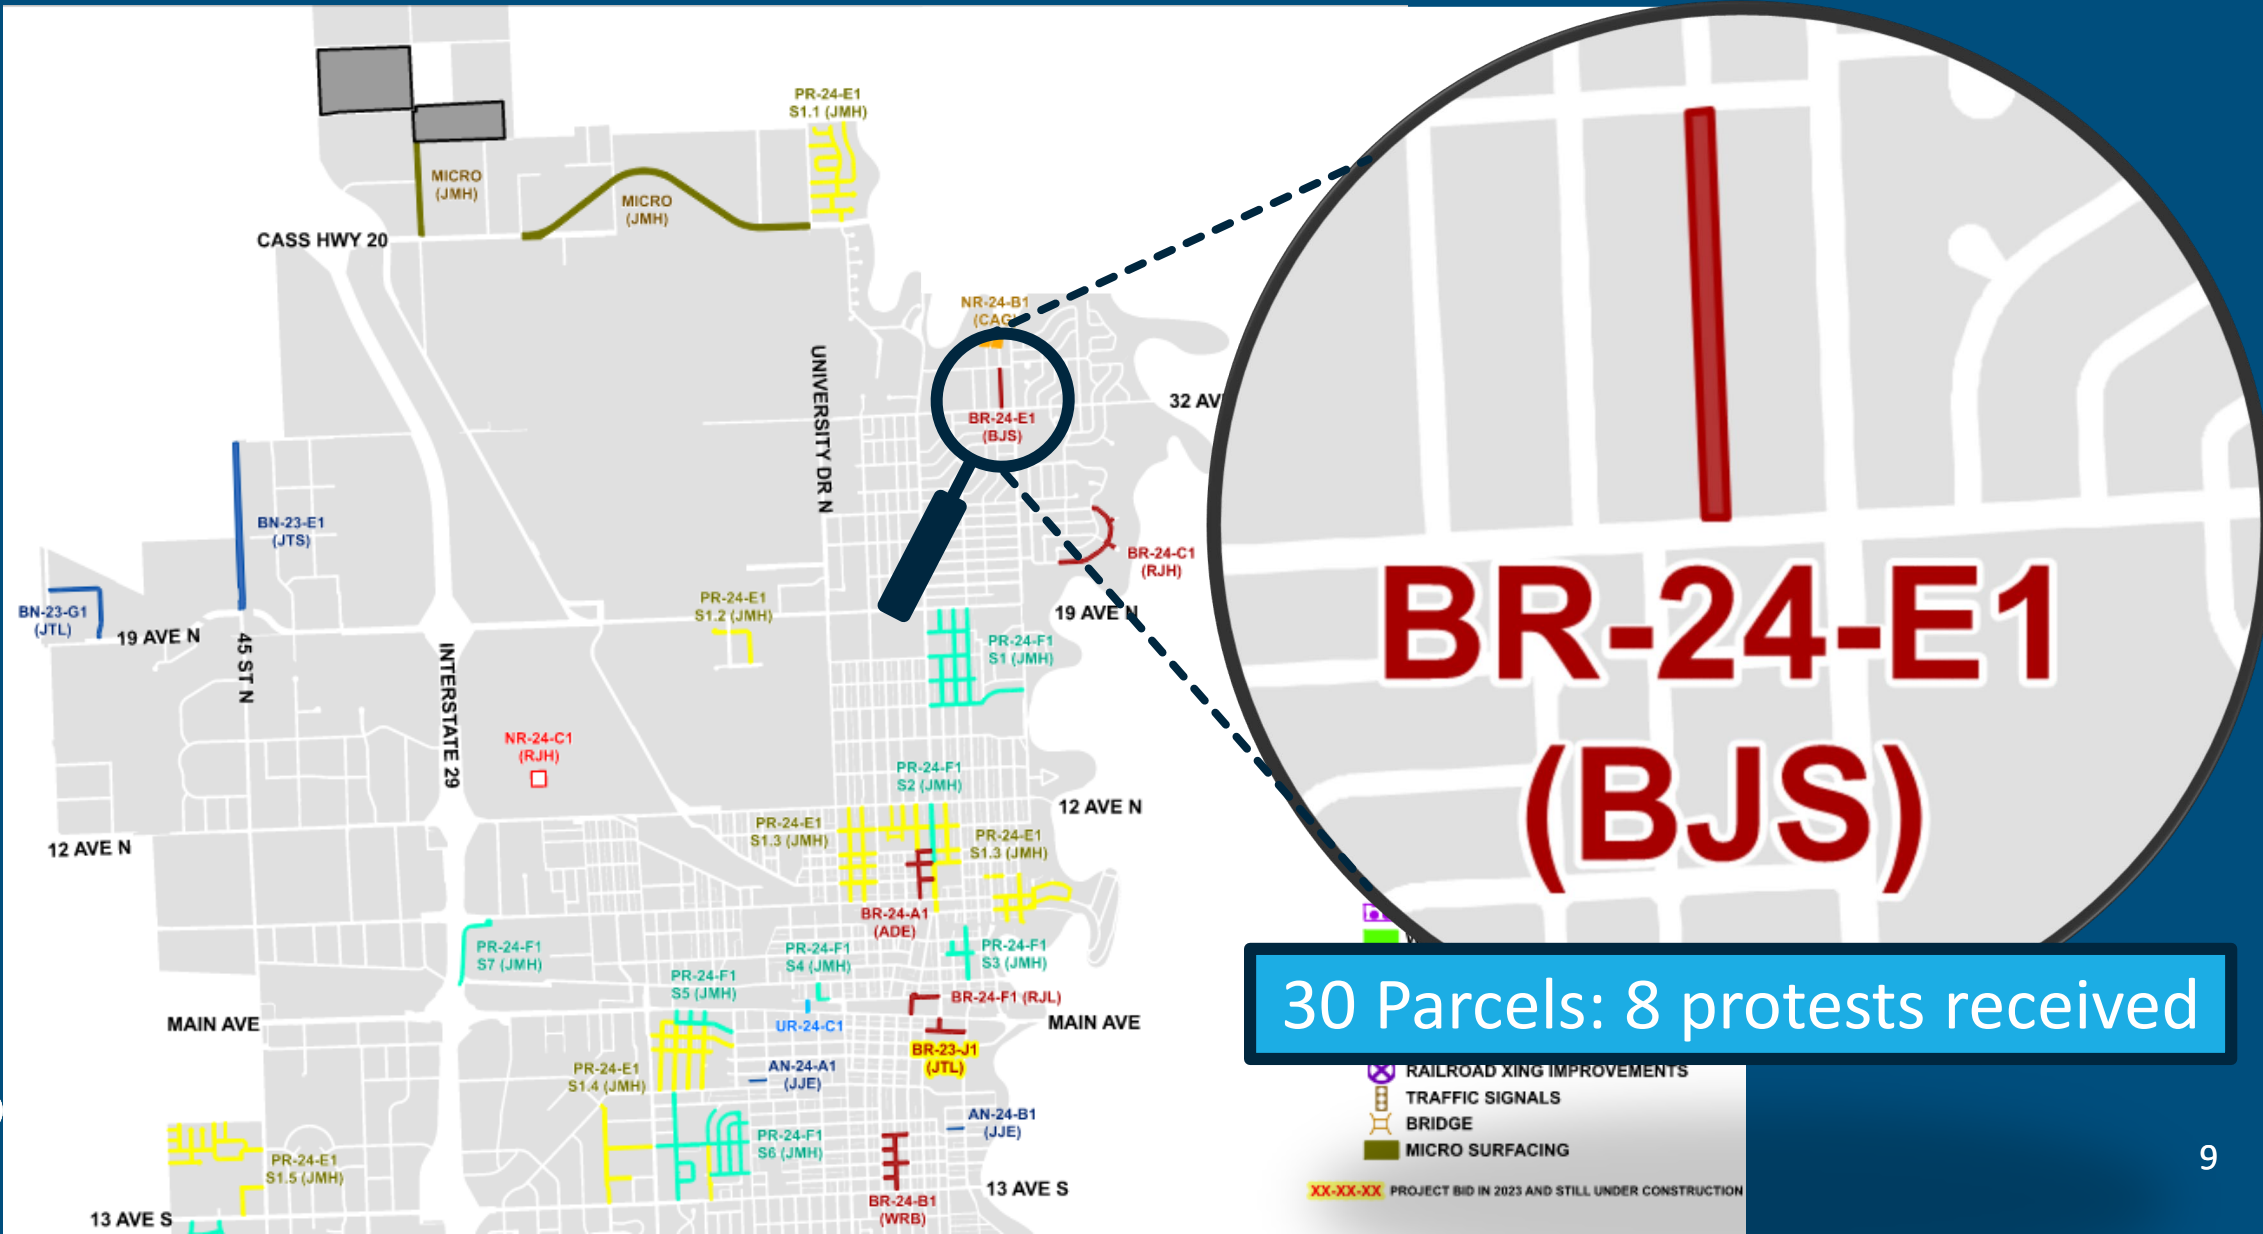 PR-24-E1
S1.1 (JMH)
MICRO
(JMH)
MICRO
(JMH)
CASS HWY 20
NR-24-B1
(CAG)
UNIVERSITY DR N
32 AV
BR-24-E1
(BJS)
BN-23-E1
(JTS)
BR-24-C1
(RJH)
BN-23-G1
(JTL)
19 AVE N
45 ST N
INTERSTATE 29
PR-24-E1
S1.2 (JMH)
19 AVE N
PR-24-F1
S1 (JMH)
BR-24-E1
(BJS)
NR-24-C1
(RJH)
PR-24-F1
S2 (JMH)
12 AVE N
PR-24-E1
S1.3 (JMH)
PR-24-E1
S1.3 (JMH)
12 AVE N
BR-24-A1
(ADE)
PR-24-F1
S7 (JMH)
PR-24-F1
S4 (JMH)
PR-24-F1
S3 (JMH)
PR-24-F1
S5 (JMH)
BR-24-F1 (RJL)
30 Parcels: 8 protests received
MAIN AVE
UR-24-C1
MAIN AVE
BR-23-J1
(JTL)
PR-24-E1
S1.4 (JMH)
AN-24-A1
(JJE)
RAILROAD XING IMPROVEMENTS
TRAFFIC SIGNALS
BRIDGE
MICRO SURFACING
AN-24-B1
(JJE)
PR-24-F1
S6 (JMH)
PR-24-E1
S1.5 (JMH)
9
13 AVE S
BR-24-B1
(WRB)
XX-XX-XX PROJECT BID IN 2023 AND STILL UNDER CONSTRUCTION
13 AVE S